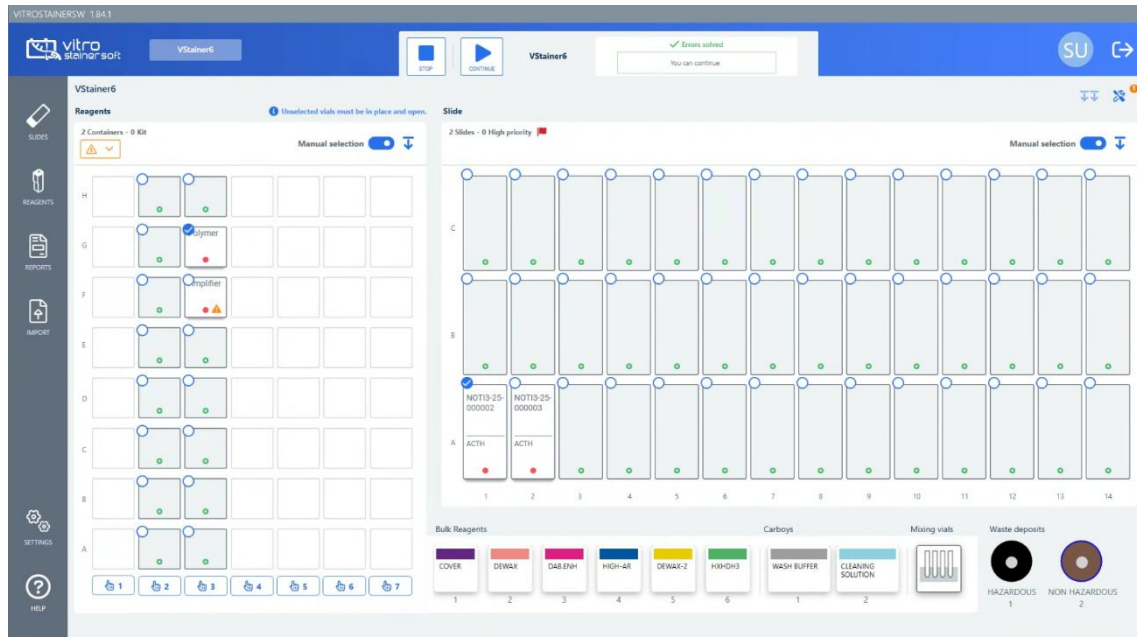 VITROSTAINERSW 1.84.1
vitro
stainer soft
VStainer6
STOP
CONTINUE
VStainer6
Errors solved
You can continue
SU
VStainer6
Reagents
Unselected vials must be in place and open.
Slide
1
SLIDES
2 Containers - 0 Kit
Manual selection
2 Slides - 0 High priority
Manual selection
REAGENTS
REPORTS
IMPORT
SETTINGS
HELP
H
G
Polymer
F
Amplifier
E
D
C
B
A
1 2 3 4 5 6 7
C
B
A
NOTI3-25-
000002
ACTH
NOTI3-25-
000003
ACTH
1 2 3 4 5 6 7 8 9 10 11 12 13 14
Bulk Reagents
COVER
DEWAX
DAB.ENH
HIGH-AR
DEWAX-2
HXHDH3
1 2 3 4 5 6
Carboys
WASH BUFFER
CLEANING
SOLUTION
1 2
Mixing vials
Waste deposits
HAZARDOUS
1
NON HAZARDOUS
2